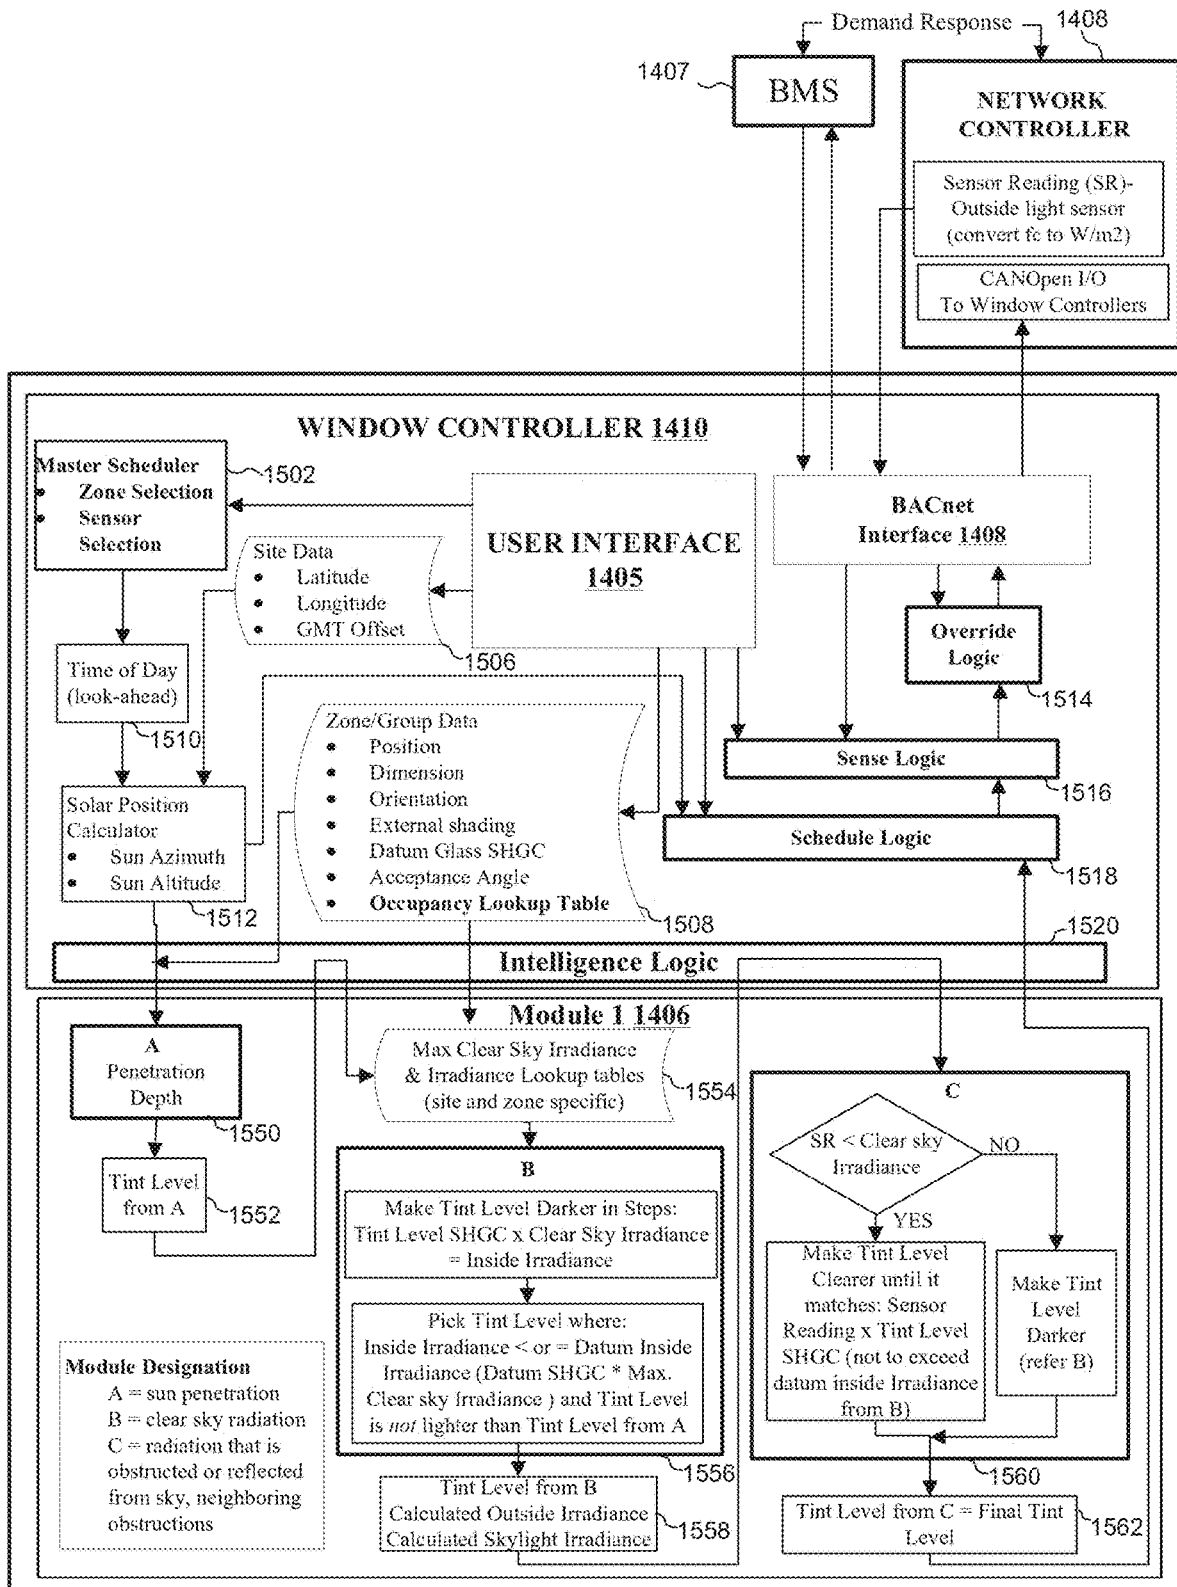 Demand Response
1408
1407
BMS
NETWORK
CONTROLLER
Sensor Reading (SR)-
Outside light sensor
(convert fc to W/m2)
CANOpen I/O
To Window Controllers
WINDOW CONTROLLER 1410
Master Scheduler
• Zone Selection
• Sensor
Selection
1502
USER INTERFACE
1405
BACnet
Interface 1408
Site Data
• Latitude
• Longitude
• GMT Offset
1506
Override
Logic
1514
Time of Day
(look-ahead)
1510
Zone/Group Data
• Position
• Dimension
• Orientation
• External shading
• Datum Glass SHGC
• Acceptance Angle
• Occupancy Lookup Table
1508
Sense Logic
1516
Schedule Logic
1518
Solar Position
Calculator
• Sun Azimuth
• Sun Altitude
1512
1520
Intelligence Logic
Module 1 1406
A
Penetration
Depth
1550
Max Clear Sky Irradiance
& Irradiance Lookup tables
(site and zone specific)
1554
Tint Level
from A
1552
B
Make Tint Level Darker in Steps:
Tint Level SHGC x Clear Sky Irradiance
= Inside Irradiance
Pick Tint Level where:
Inside Irradiance < or = Datum Inside
Irradiance (Datum SHGC * Max.
Clear sky Irradiance ) and Tint Level
is not lighter than Tint Level from A
1556
Tint Level from B
Calculated Outside Irradiance
Calculated Skylight Irradiance
1558
C
SR < Clear sky
Irradiance
NO
YES
Make Tint Level
Clearer until it
matches: Sensor
Reading x Tint Level
SHGC (not to exceed
datum inside Irradiance
from B)
Make Tint
Level
Darker
(refer B)
1560
Tint Level from C = Final Tint
Level
1562
Module Designation
A = sun penetration
B = clear sky radiation
C = radiation that is
obstructed or reflected
from sky, neighboring
obstructions